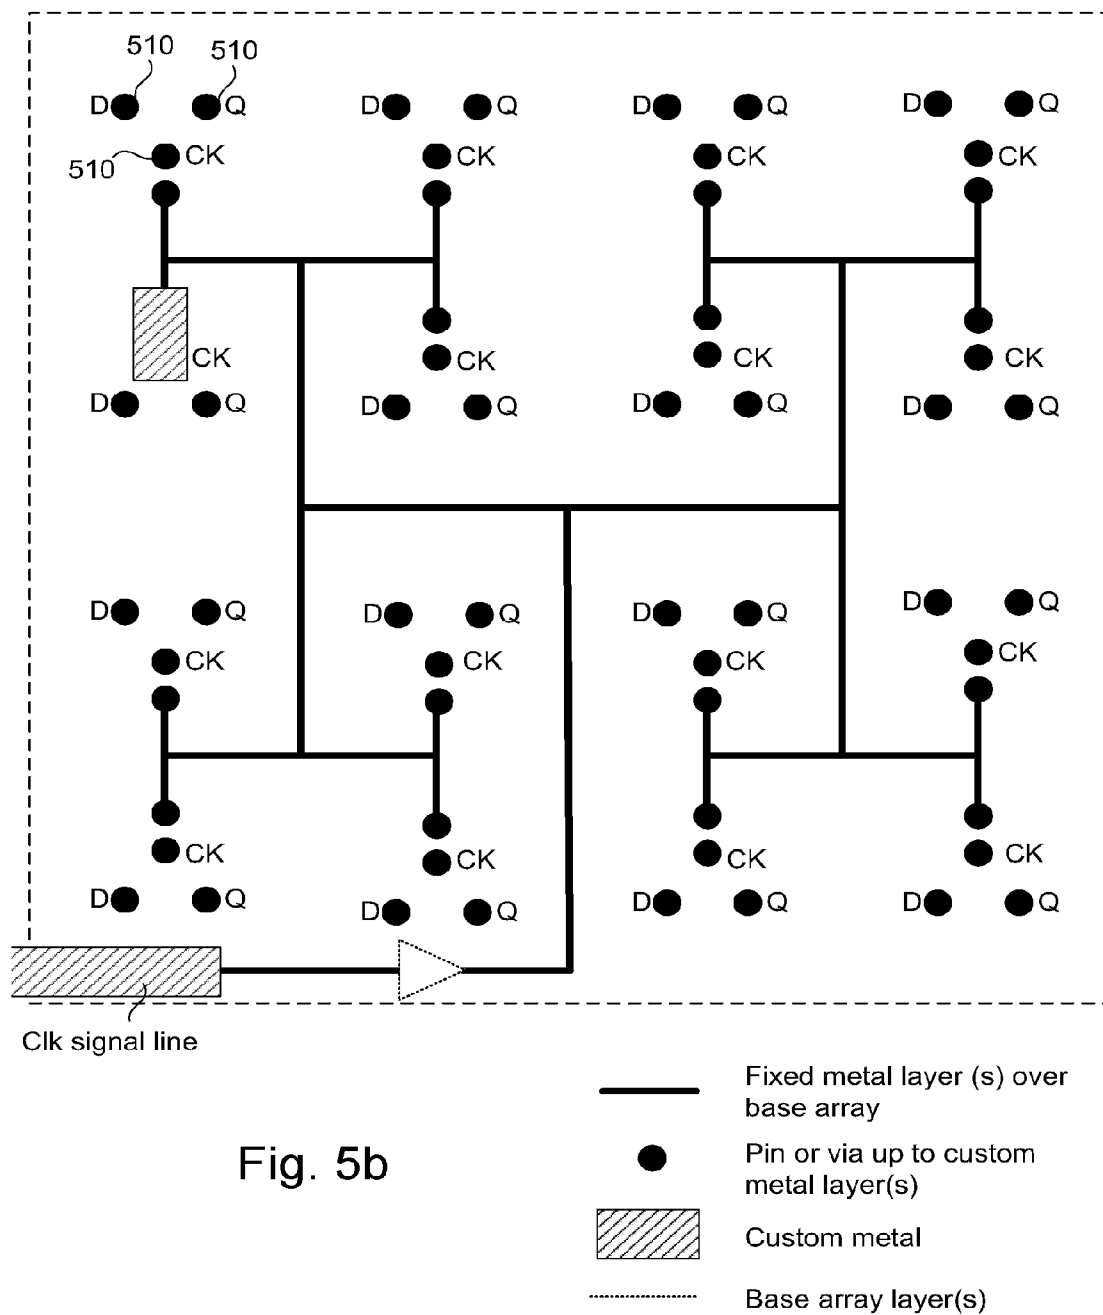 510 510
D Q D Q D Q D Q
510 CK CK CK CK
CK CK CK CK
D Q D Q D Q D Q
D Q D Q D Q D Q
CK CK CK CK
CK CK CK CK
D Q D Q D Q D Q
Clk signal line
Fixed metal layer (s) over
base array
Pin or via up to custom
metal layer(s)
Custom metal
Base array layer(s)
Fig. 5b